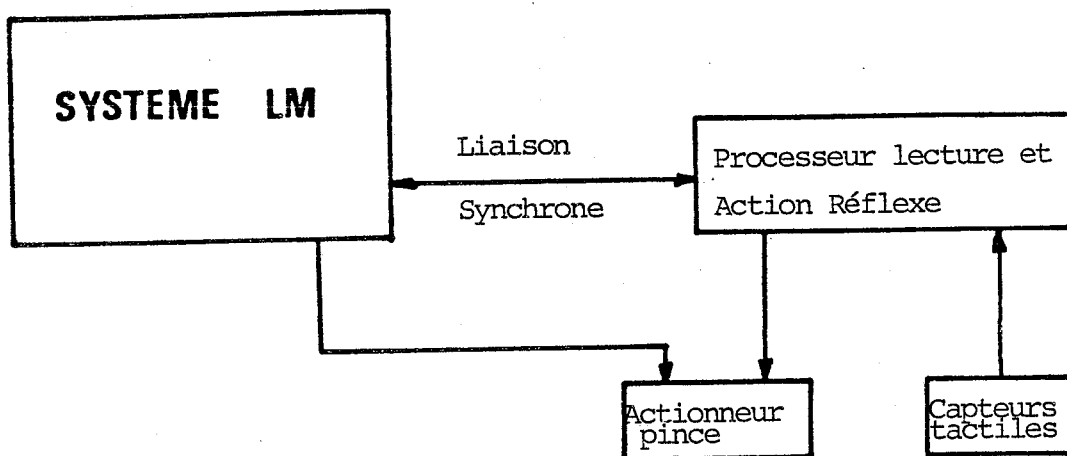 SYSTEME LM
Liaison
Synchrone
Processeur lecture et
Action Réflexe
Actionneur
pince
Capteurs
tactiles